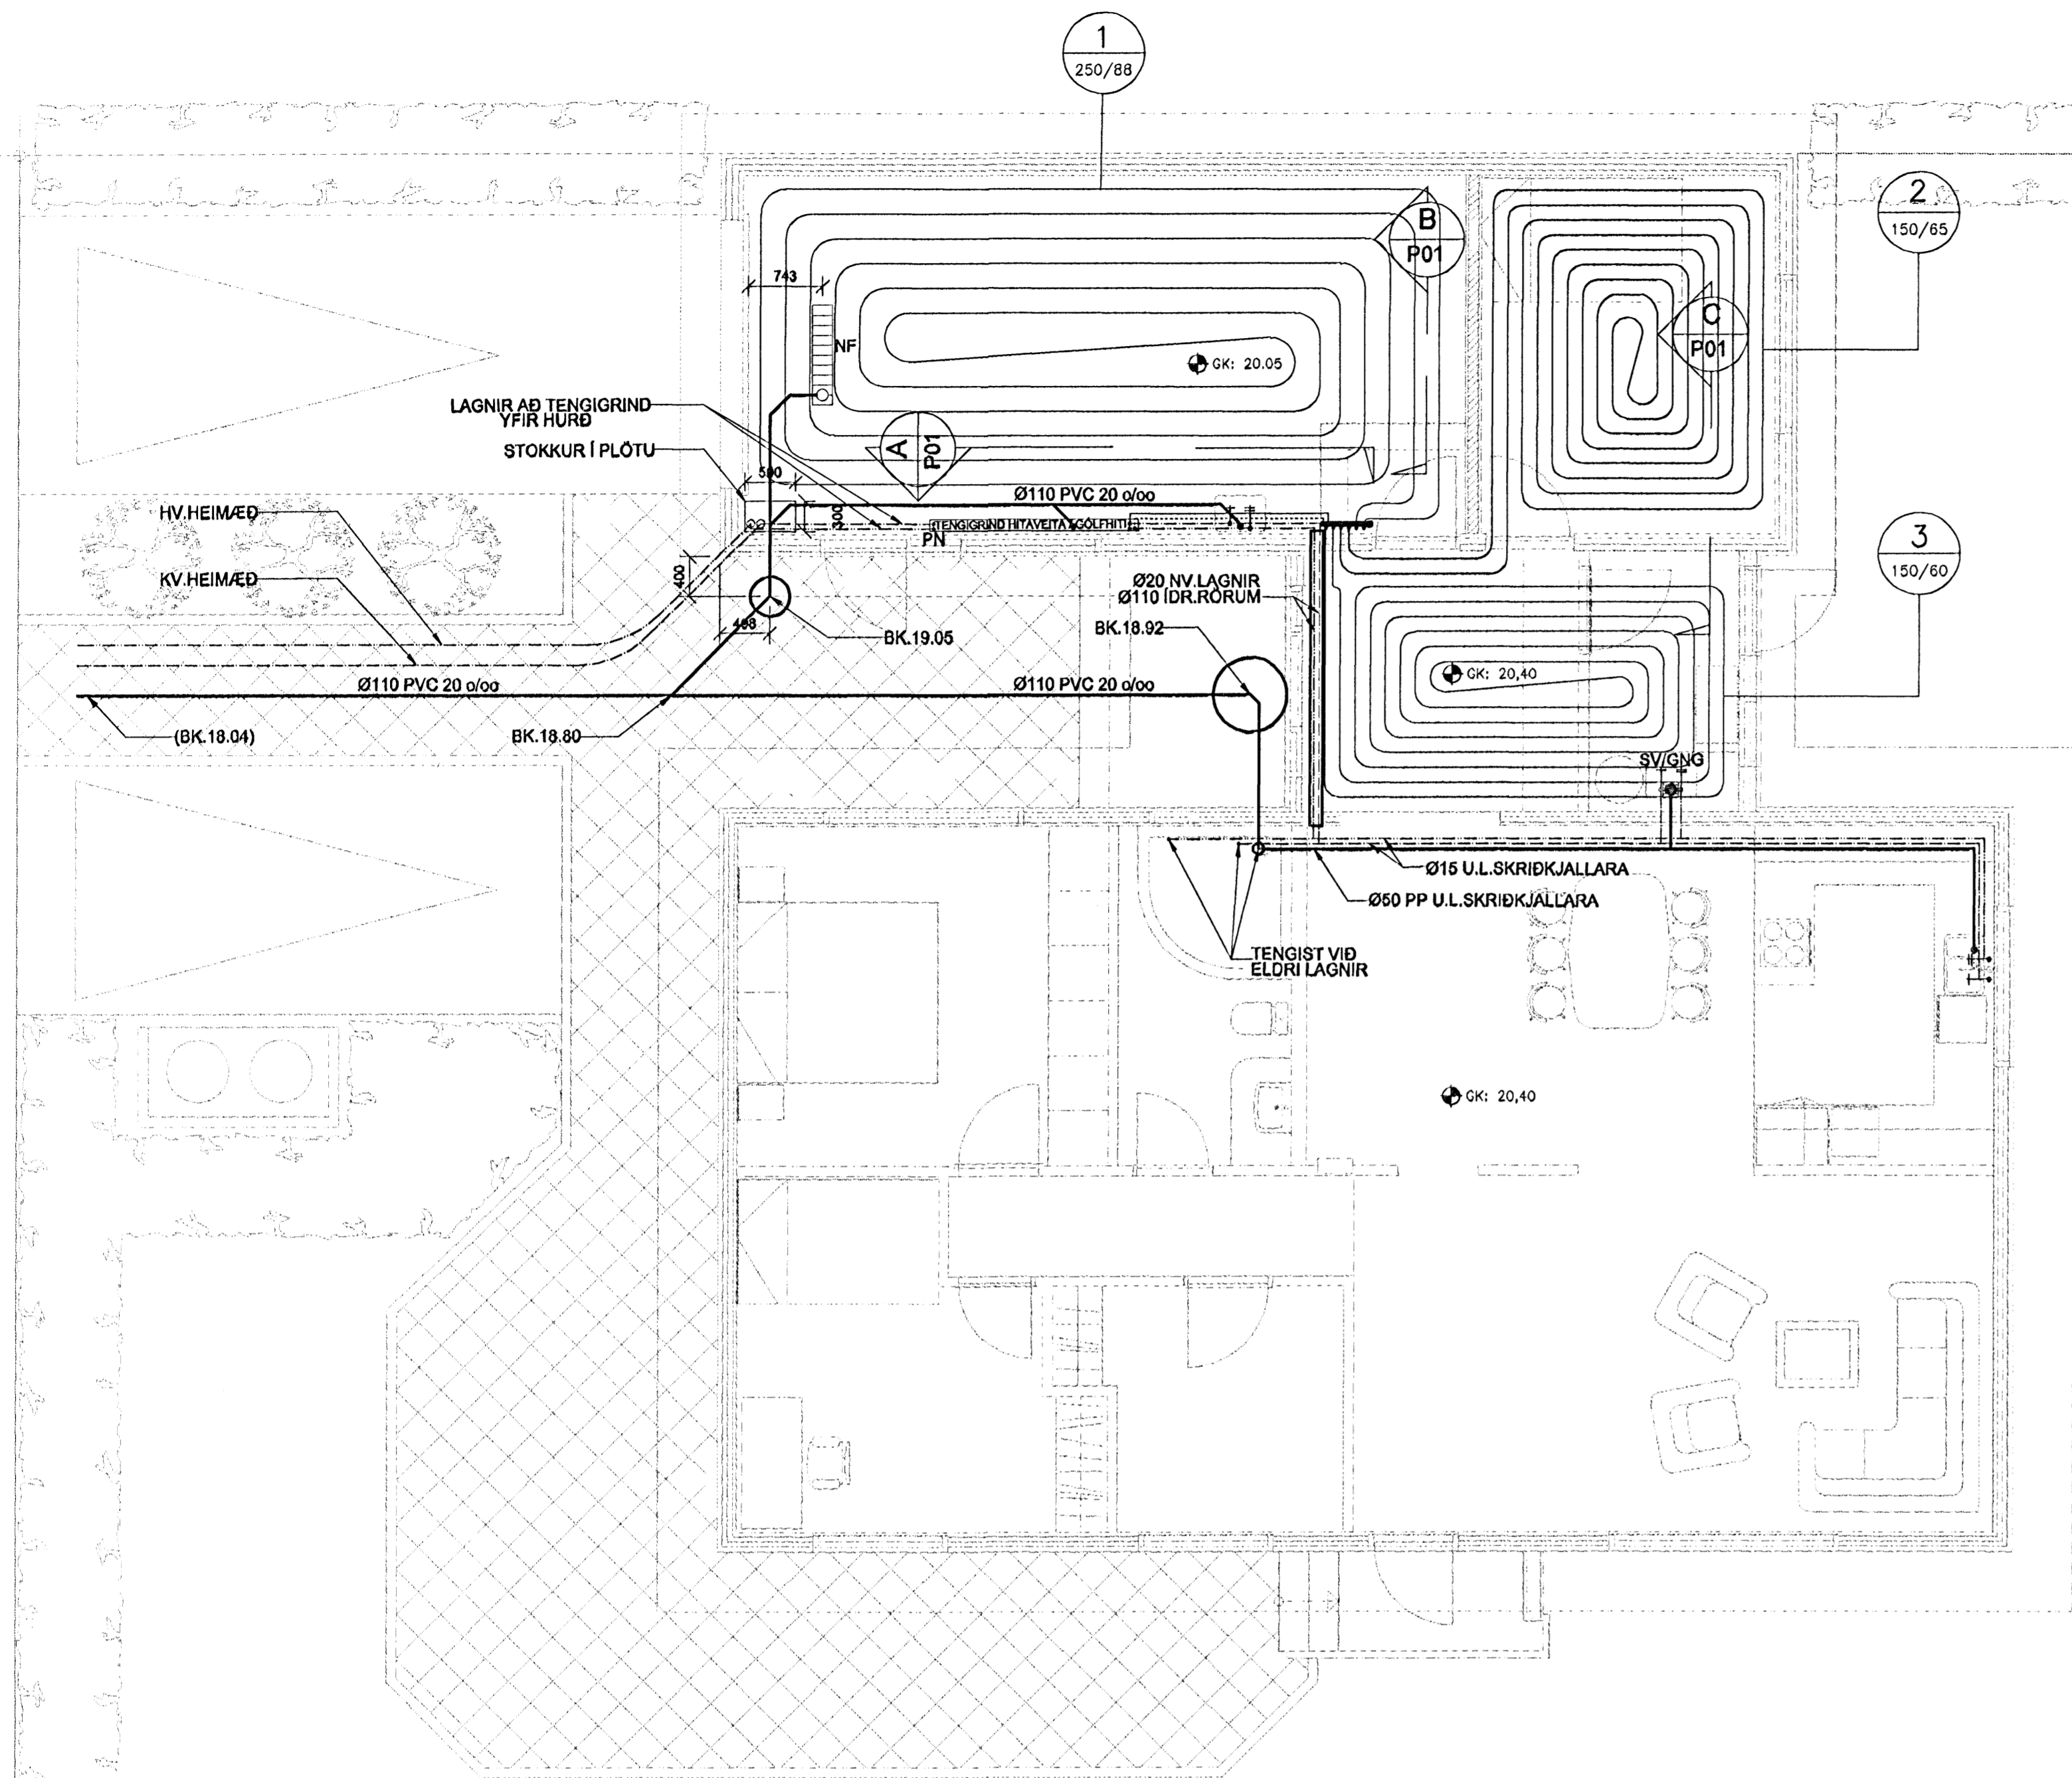 1
250/88
2
150/65
B
P01
743
C
P01
NF
GK: 20.05
LAGNIR AÐ TENGIGRIND
YFIR HURÐ
STOKKUR Í PLÖTU
A
P01
500
Ø110 PVC 20 o/oo
HV.HEIMÆÐ
300
TENGIGRIND HITAVEITA
GÓLFHITI
PN
3
150/60
KV.HEIMÆÐ
400
Ø20 NV.LAGNIR
Ø110 ÍDR.RÖRUM
498
BK.19.05
BK.18.92
Ø110 PVC 20 o/oo
Ø110 PVC 20 o/oo
GK: 20,40
(BK.18.04)
BK.18.80
SV/GNG
Ø15 U.L.SKRIÐKJALLARA
Ø50 PP U.L.SKRIÐKJALLARA
TENGIST VIÐ
ELDRI LAGNIR
GK: 20,40